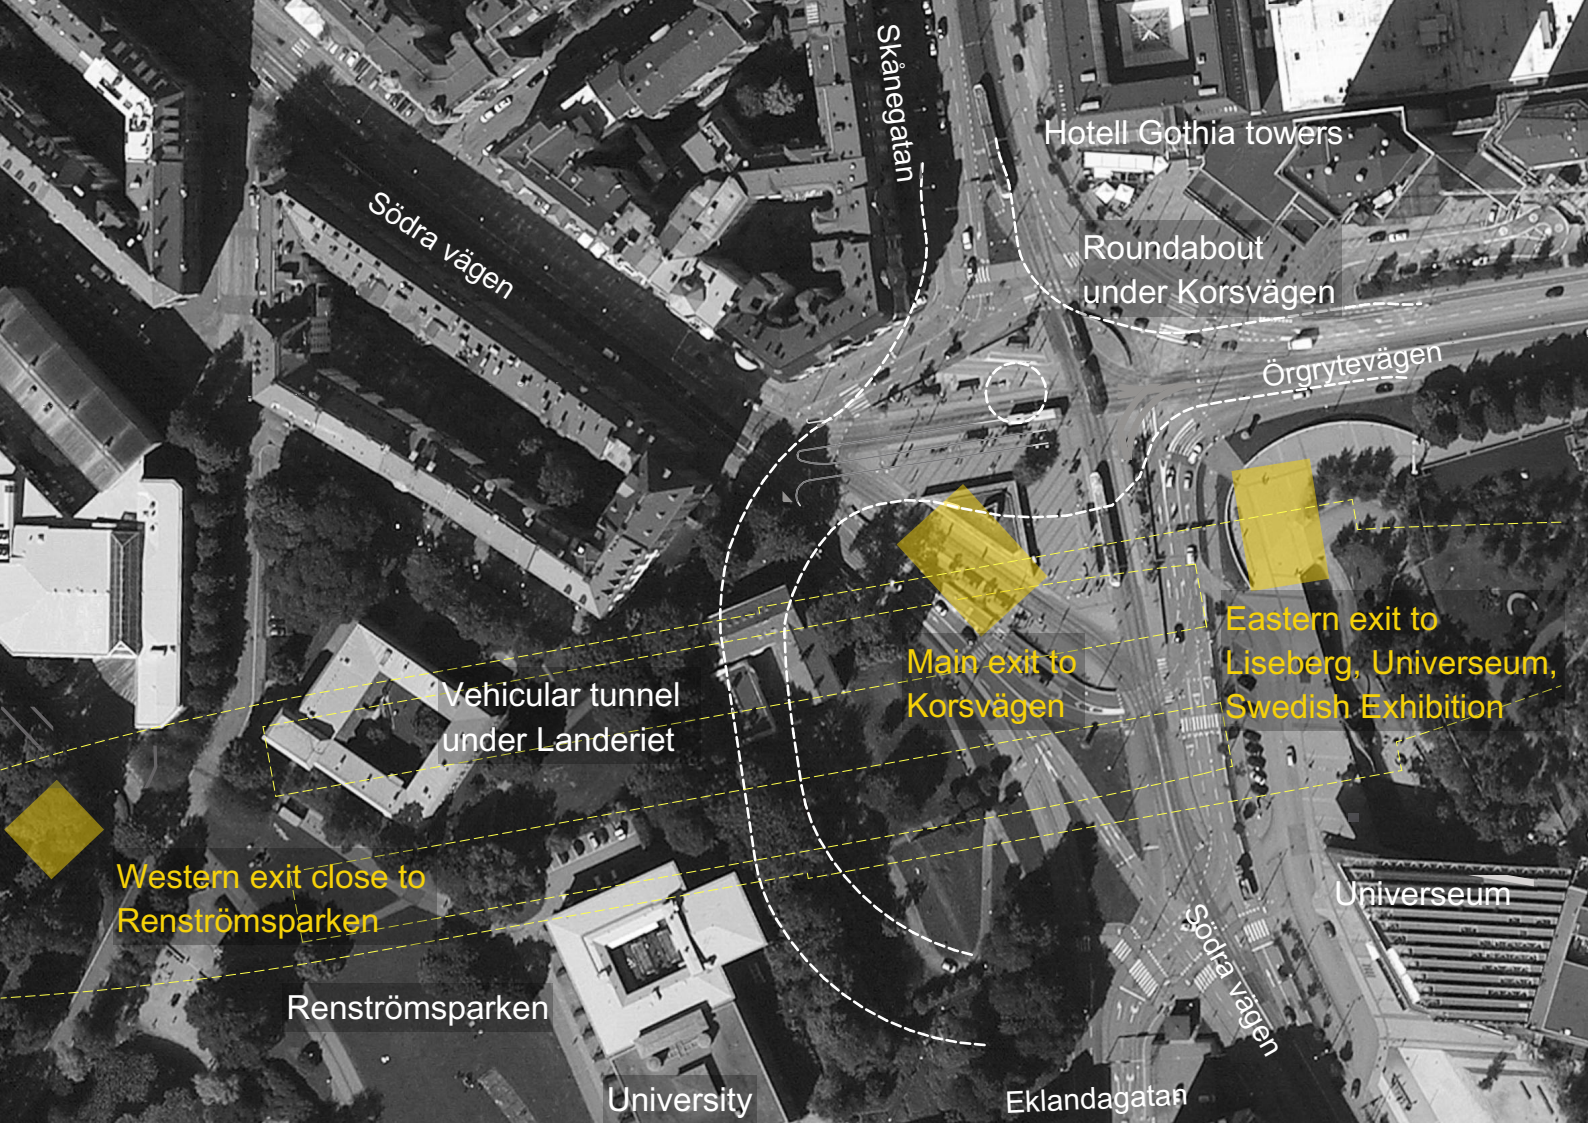 Skånegatan
Hotell Gothia towers
Södra vägen
Roundabout
under Korsvägen
Örgrytevägen
Eastern exit to
Liseberg, Universeum,
Swedish Exhibition
Main exit to
Korsvägen
Vehicular tunnel
under Landeriet
Western exit close to
Renströmsparken
Universeum
Södra vägen
Renströmsparken
University
Eklandagatan